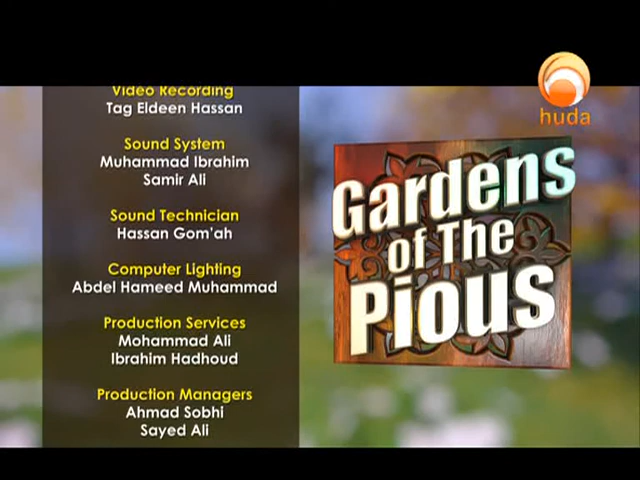 Video Recording
Tag Eldeen Hassan
Sound System
Muhammad Ibrahim
Samir Ali
Sound Technician
Hassan Gom'ah
Computer Lighting
Abdel Hameed Muhammad
Production Services
Mohammad Ali
Ibrahim Hadhoud
Production Managers
Ahmad Sobhi
Sayed Ali
huda
Gardens
of The
Pious